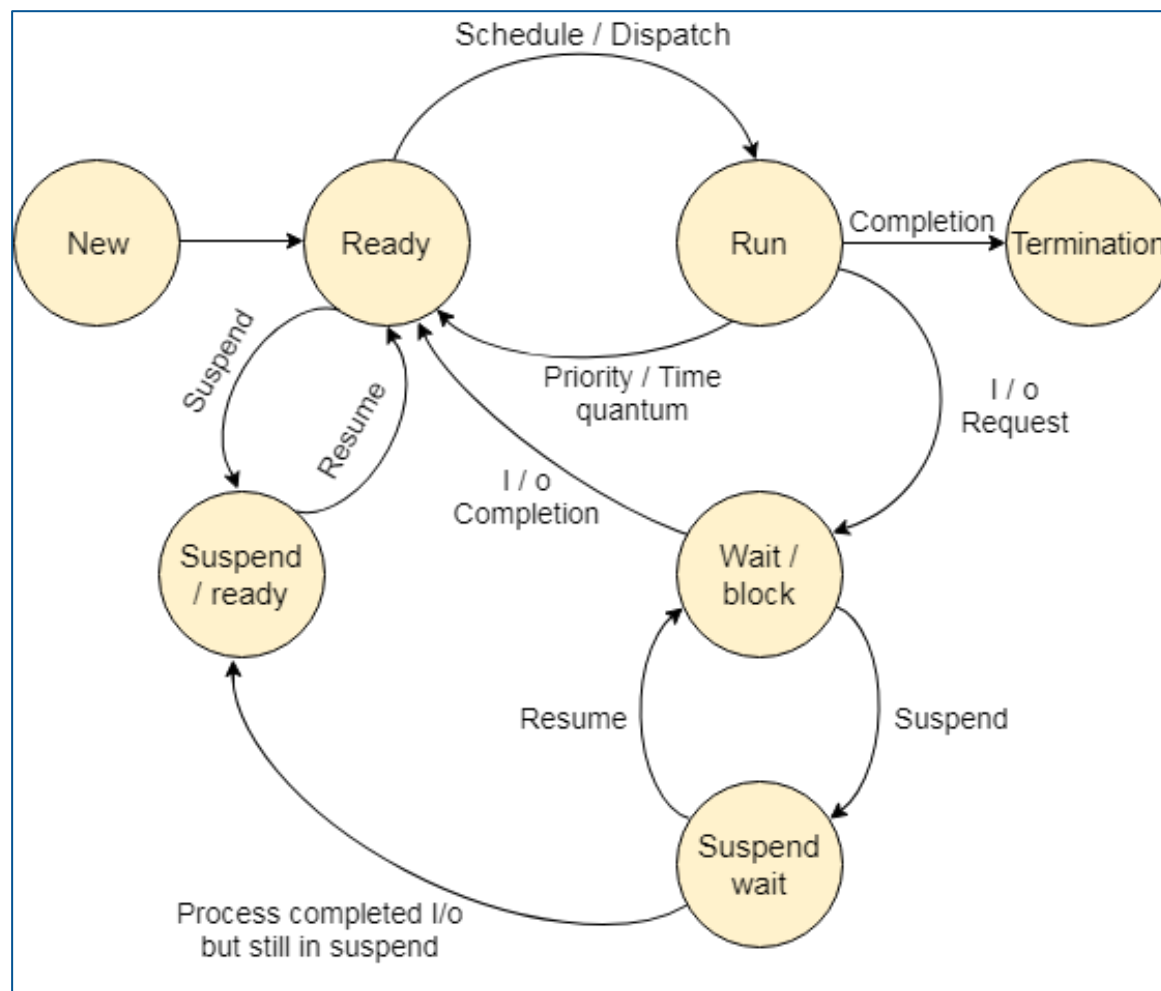 Schedule / Dispatch
New
Ready
Run
Completion
Termination
Suspend
Resume
Priority / Time
quantum
I / o
Request
I / o
Completion
Suspend
/ ready
Wait /
block
Resume
Suspend
Suspend
wait
Process completed I/o
but still in suspend